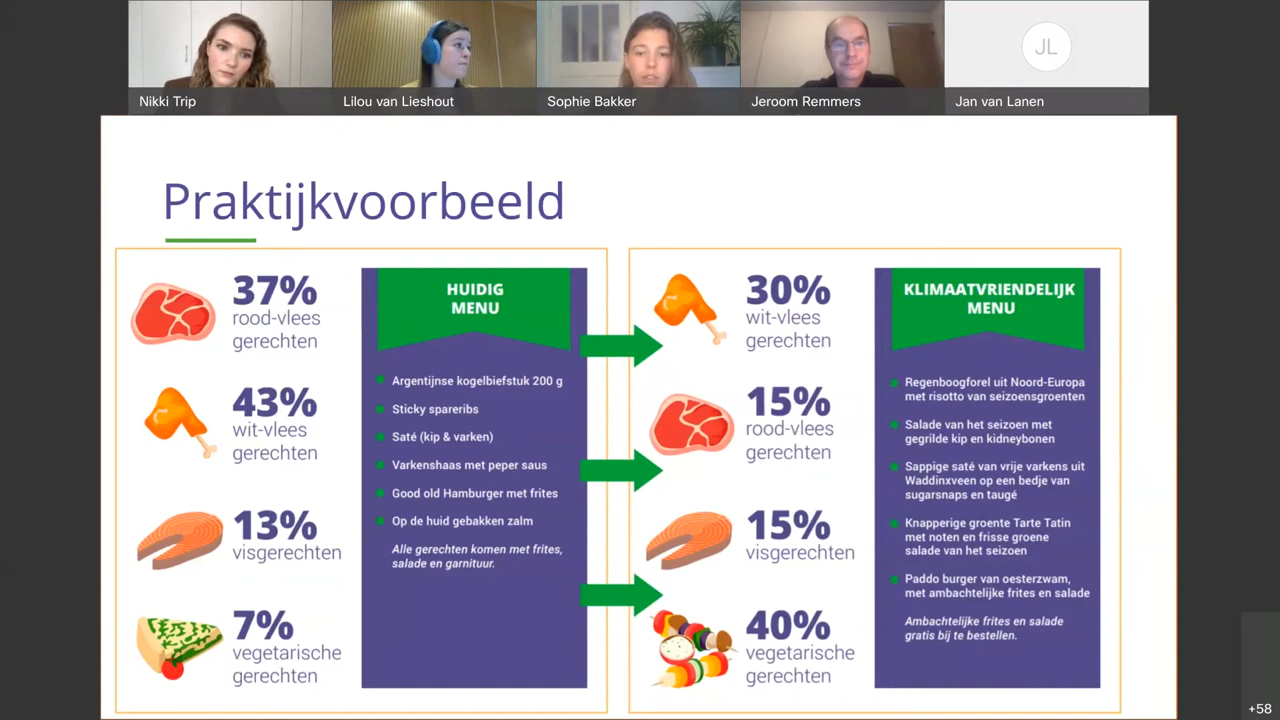 JL
Nikki Trip
Lilou van Lieshout
Sophie Bakker
Jeroom Remmers
Jan van Lanen
Praktijkvoorbeeld
37%
rood-vlees
gerechten
43%
wit-vlees
gerechten
13%
visgerechten
7%
vegetarische
gerechten
HUIDIG
MENU
Argentijnse kogelbiefstuk 200 g
Sticky spareribs
Saté (kip & varken)
Varkenshaas met peper saus
Good old Hamburger met frites
Op de huid gebakken zalm
Alle gerechten komen met frites,
salade en garnituur.
30%
wit-vlees
gerechten
15%
rood-vlees
gerechten
15%
visgerechten
40%
vegetarische
gerechten
KLIMAATVRIENDELIJK
MENU
Regenboogforel uit Noord-Europa
met risotto van seizoensgroenten
Salade van het seizoen met
gegrilde kip en kidneybonen
Sappige saté van vrije varkens uit
Waddinxveen op een bedje van
sugarsnaps en taugé
Knapperige groente Tarte Tatin
met noten en frisse groene
salade van het seizoen
Paddo burger van oesterzwam,
met ambachtelijke frites en salade
Ambachtelijke frites en salade
gratis bij te bestellen.
+58